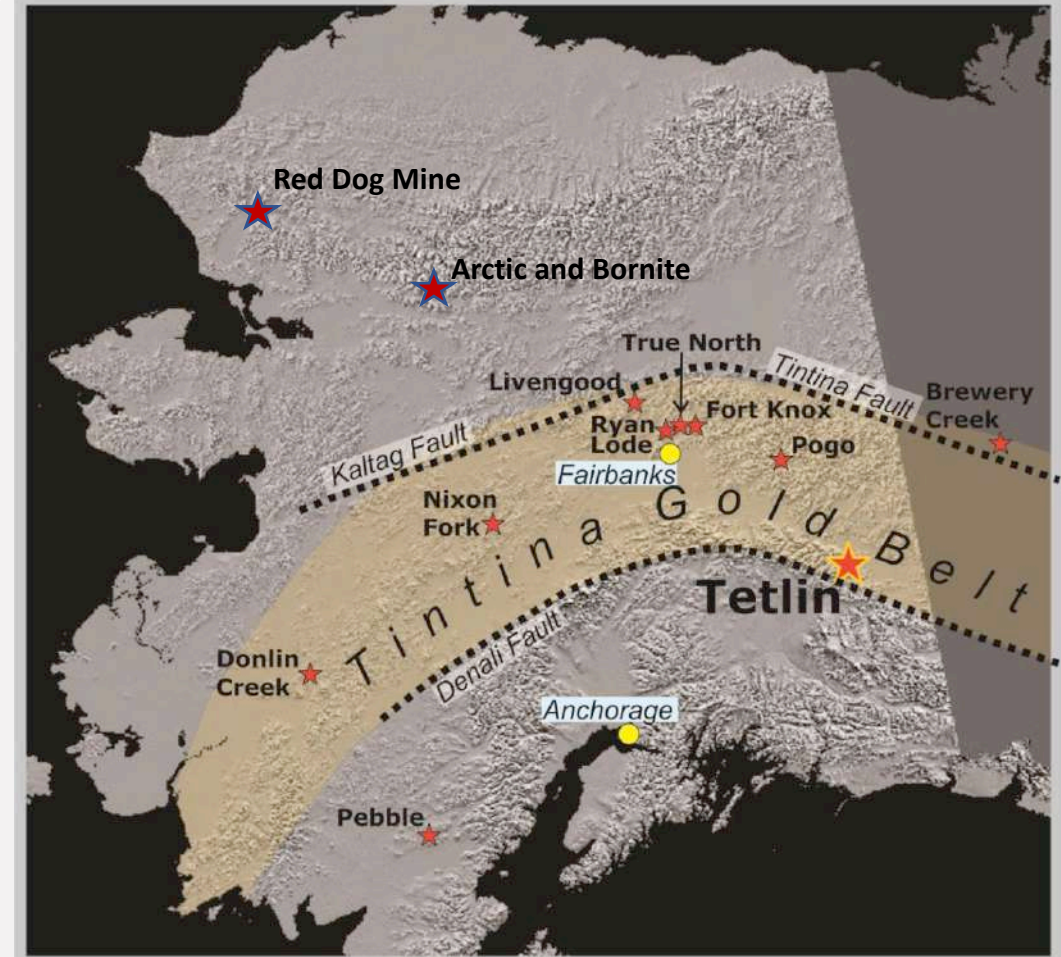 Red Dog Mine
Arctic and Bornite
True North
Tintina Fault
Livengood
Brewery
Creek
Ryan
Lode
Fort Knox
Kaltag Fault
Pogo
Fairbanks
Nixon
Fork
Tintina Gold Belt
Tetlin
Denali Fault
Donlin
Creek
Anchorage
Pebble